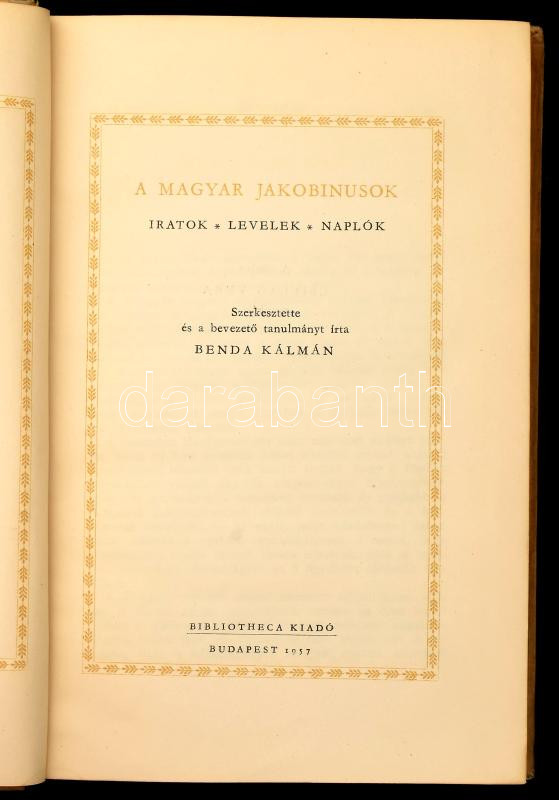 A MAGYAR JAKOBINUSOK
IRATOK * LEVELEK * NAPLÓK
Szerkesztette
és a bevezető tanulmányt írta
BENDA KÁLMÁN
darabanth
BIBLIOTHECA KIADÓ
BUDAPEST 1957